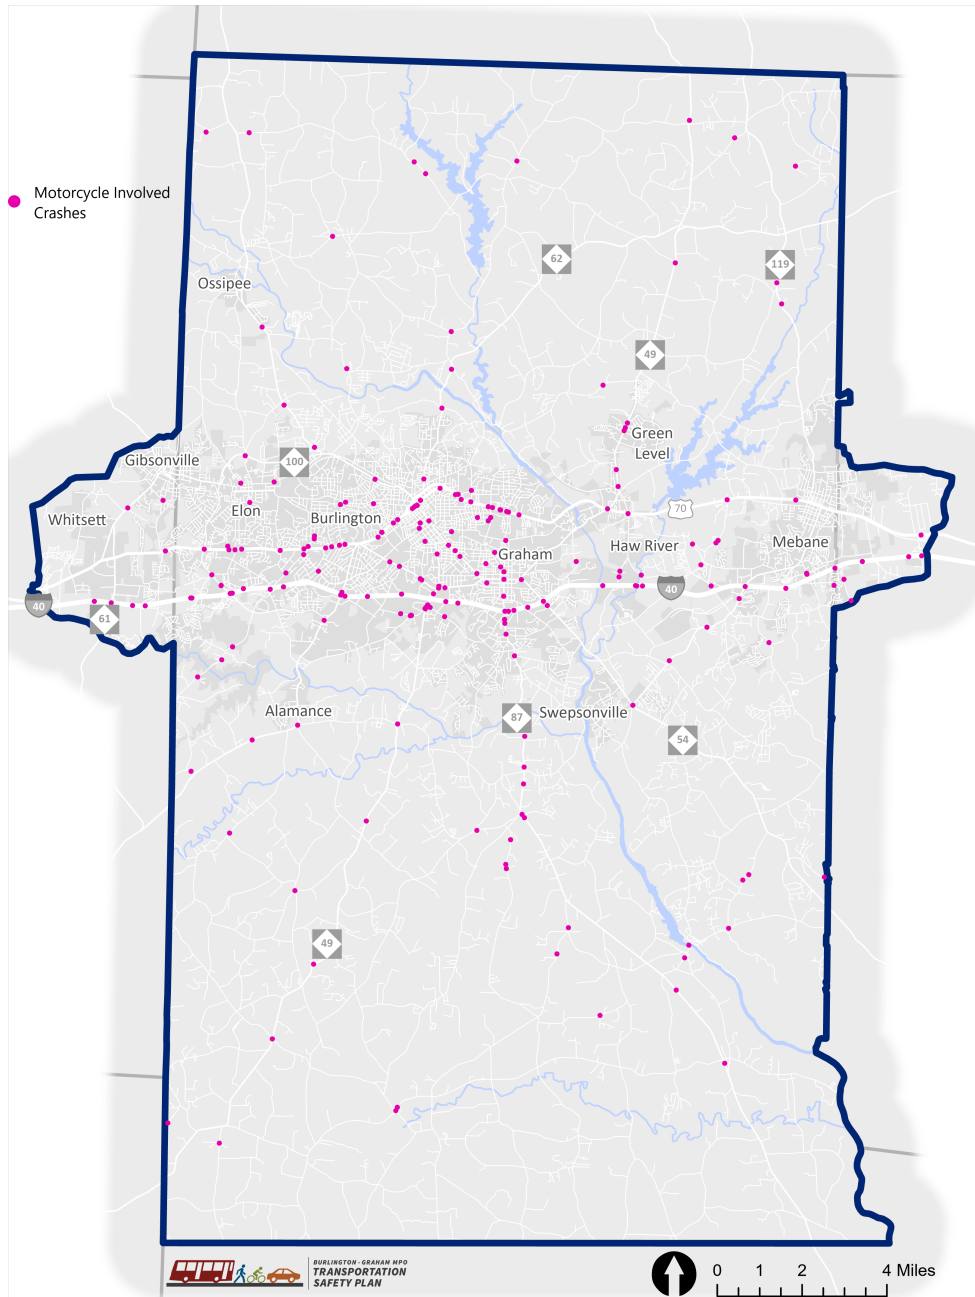 Motorcycle Involved
Crashes
62
119
Ossipee
49
Green
Level
Gibsonville
100
Whitsett
Elon
Burlington
70
Graham
Haw River
Mebane
40
40
61
Alamance
87
Swepsonville
54
49
BURLINGTON - GRAHAM MPO
TRANSPORTATION
SAFETY PLAN
0 1 2 4 Miles